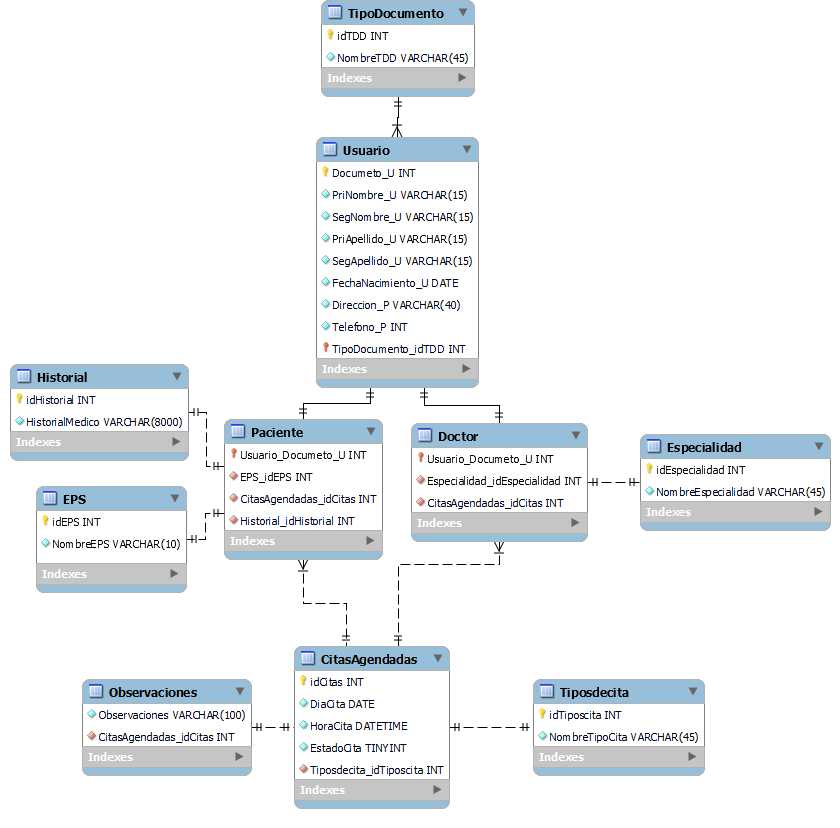 TipoDocumento
idTDD INT
NombreTDD VARCHAR(45)
Indexes
Usuario
Documeto_U INT
PriNombre_U VARCHAR(15)
SegNombre_U VARCHAR(15)
PriApellido_U VARCHAR(15)
SegApellido_U VARCHAR(15)
FechaNacimiento_U DATE
Direccion_P VARCHAR(40)
Telefono_P INT
TipoDocumento_idTDD INT
Indexes
Historial
idHistorial INT
HistorialMedico VARCHAR(8000)
Indexes
Paciente
Usuario_Documeto_U INT
EPS_idEPS INT
CitasAgendadas_idCitas INT
Historial_idHistorial INT
Indexes
Doctor
Usuario_Documeto_U INT
Especialidad_idEspecialidad INT
CitasAgendadas_idCitas INT
Indexes
Especialidad
idEspecialidad INT
NombreEspecialidad VARCHAR(45)
Indexes
EPS
idEPS INT
NombreEPS VARCHAR(10)
Indexes
CitasAgendadas
idCitas INT
DiaCita DATE
HoraCita DATETIME
EstadoCita TINYINT
Tiposdecita_idTiposcita INT
Indexes
Observaciones
Observaciones VARCHAR(100)
CitasAgendadas_idCitas INT
Indexes
Tiposdecita
idTiposcita INT
NombreTipoCita VARCHAR(45)
Indexes